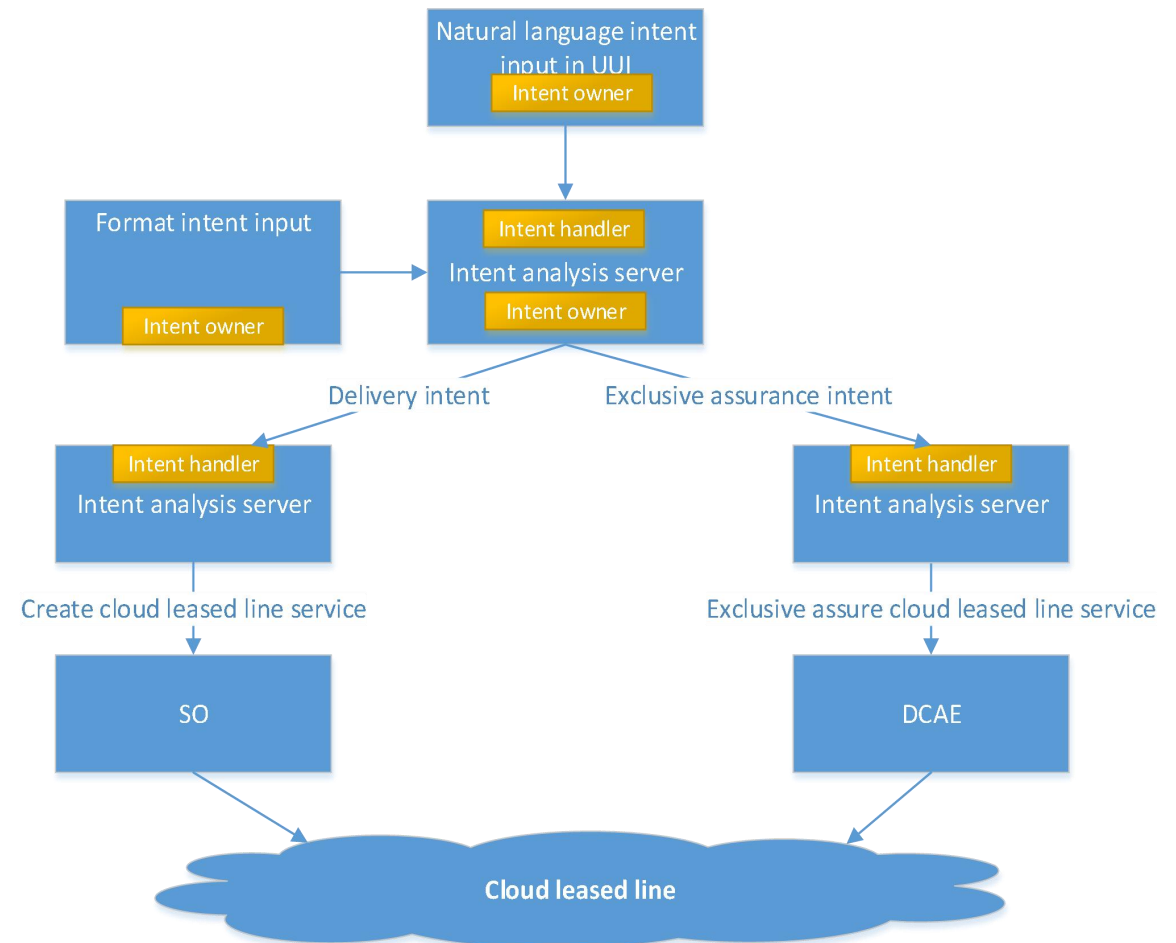 Natural language intent
input in UUI
Intent owner
Format intent input
Intent owner
Intent handler
Intent analysis server
Intent owner
Delivery intent
Exclusive assurance intent
Intent handler
Intent analysis server
Intent handler
Intent analysis server
Create cloud leased line service
Exclusive assure cloud leased line service
SO
DCAE
Cloud leased line